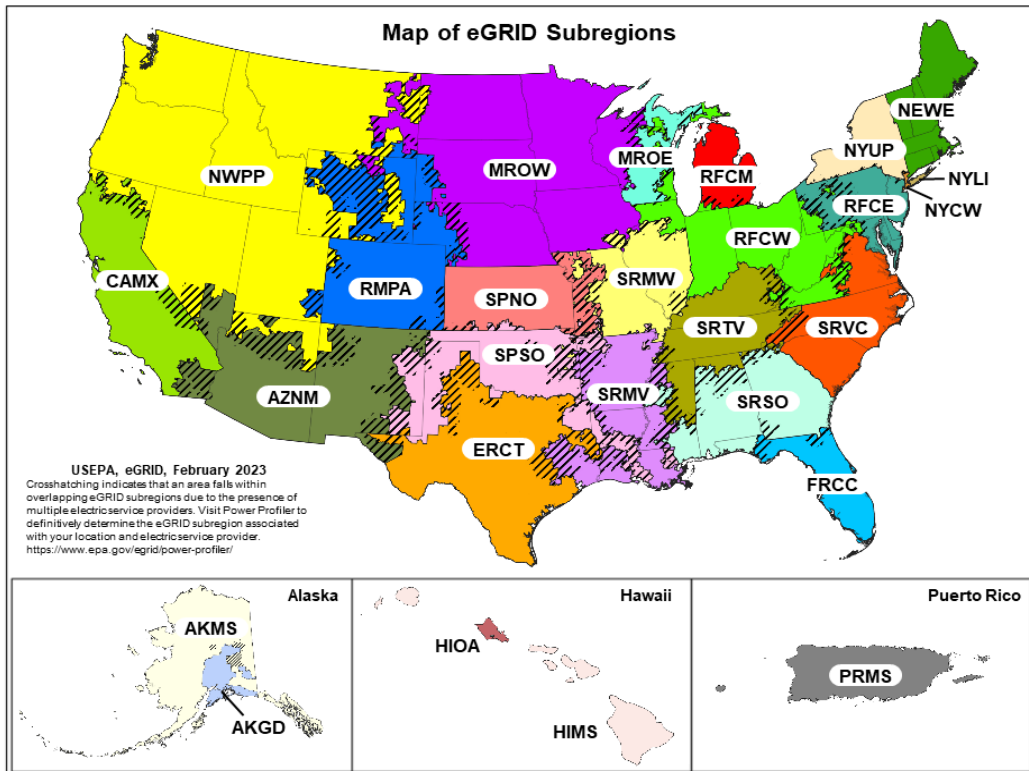 Map of eGRID Subregions
NEWE
NYUP
MROE
NWPP
MROW
RFCM
NYLI
RFCE
NYCW
RFCW
CAMX
SRMW
RMPA
SPNO
SRTV
SRVC
SPSO
AZNM
SRMV
SRSO
ERCT
USEPA, eGRID, February 2023
Crosshatching indicates that an area falls within
overlapping eGRID subregions due to the presence of
multiple electric service providers. Visit Power Profiler to
definitively determine the eGRID subregion associated
with your location and electric service provider.
https://www.epa.gov/egrid/power-profiler/
FRCC
Alaska
AKMS
AKGD
Hawaii
HIOA
HIMS
Puerto Rico
PRMS